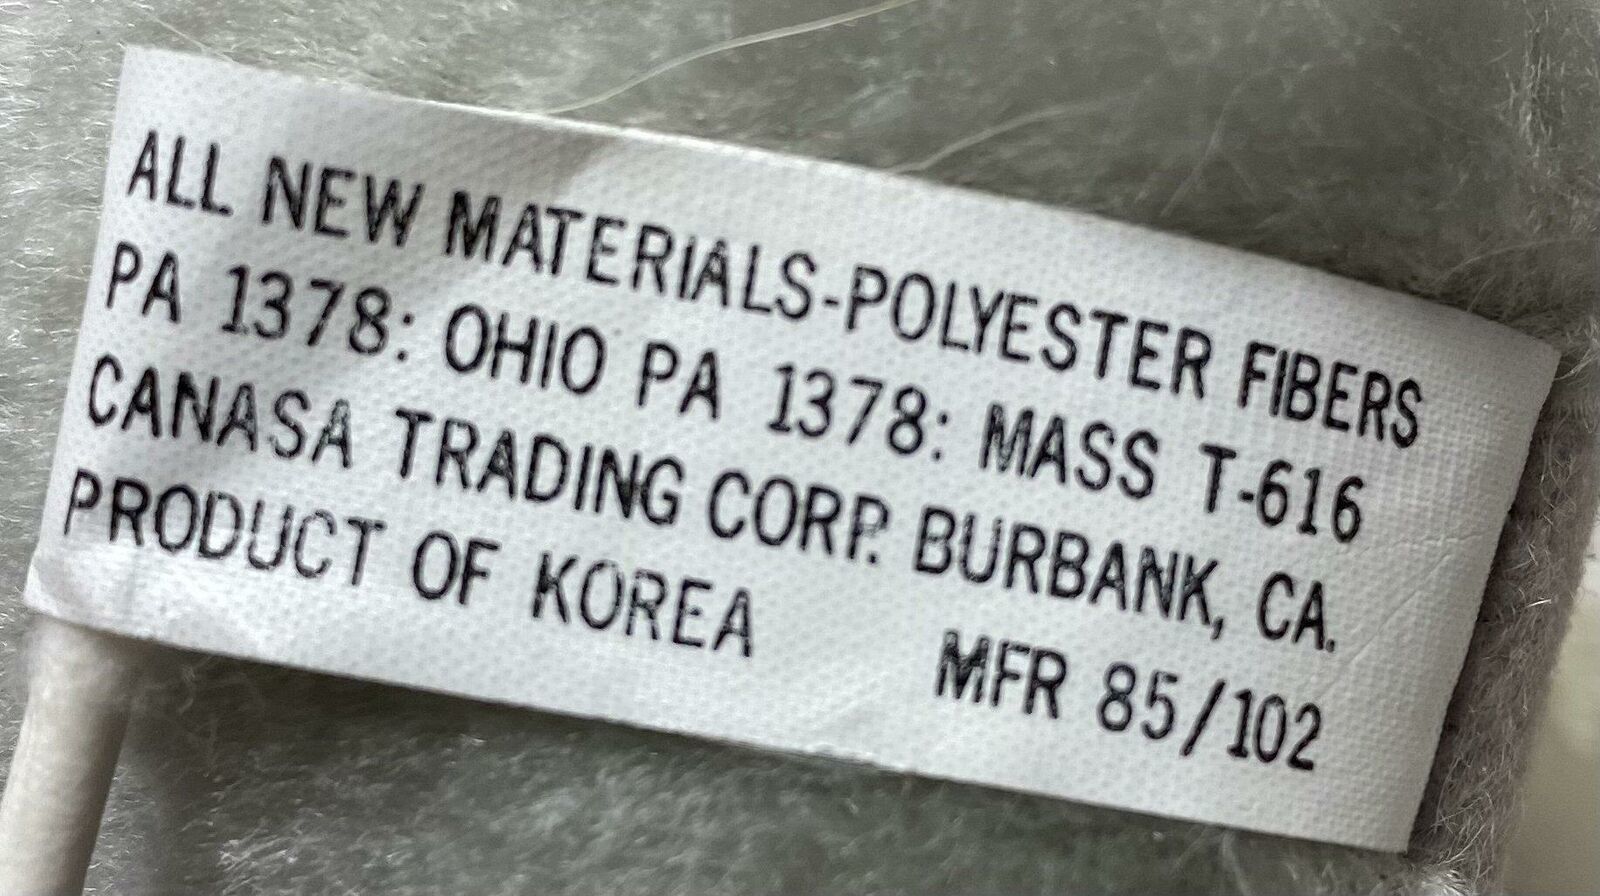 ALL NEW MATERIALS-POLYESTER FIBERS
PA 1378: OHIO PA 1378: MASS T-616
CANASA TRADING CORP. BURBANK, CA.
PRODUCT OF KOREA MFR 85/102